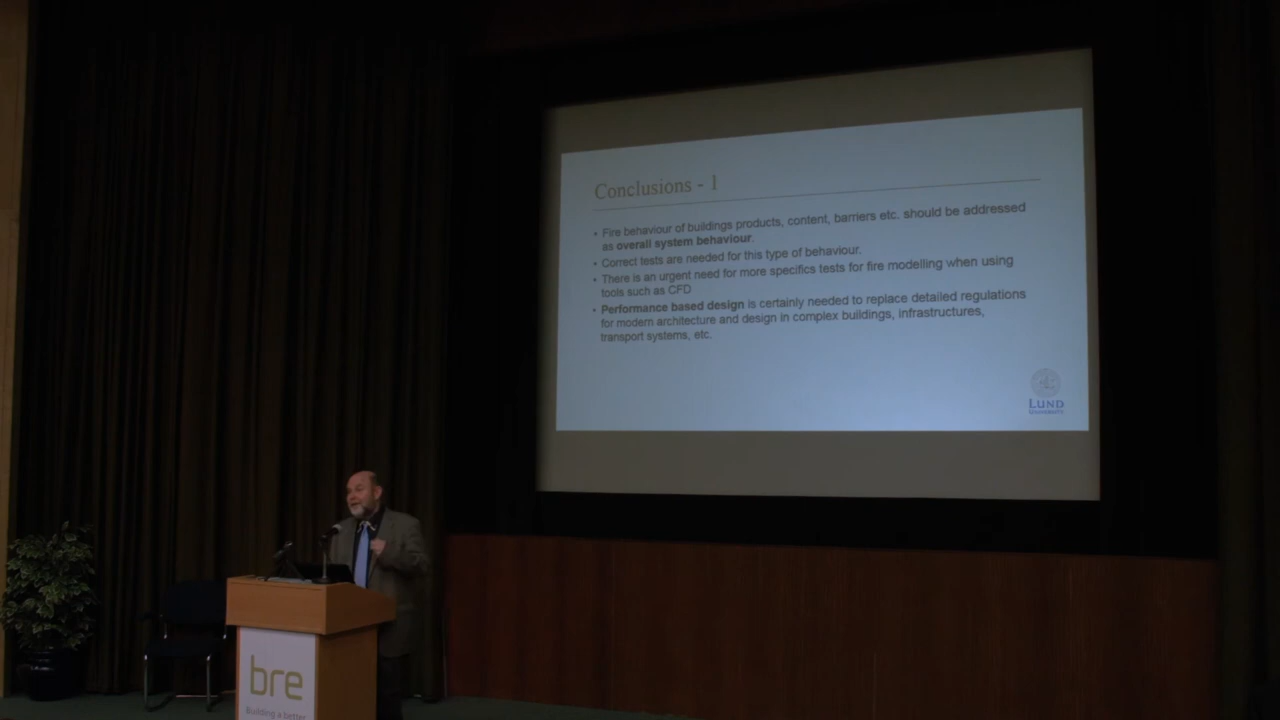 Conclusions - 1
• Fire behaviour of buildings products, content, barriers etc. should be addressed
as overall system behaviour.
• Correct tests are needed for this type of behaviour.
• There is an urgent need for more specifics tests for fire modelling when using
tools such as CFD
• Performance based design is certainly needed to replace detailed regulations
for modern architecture and design in complex buildings, infrastructures,
transport systems, etc.
LUND
UNIVERSITY
bre
Building a better